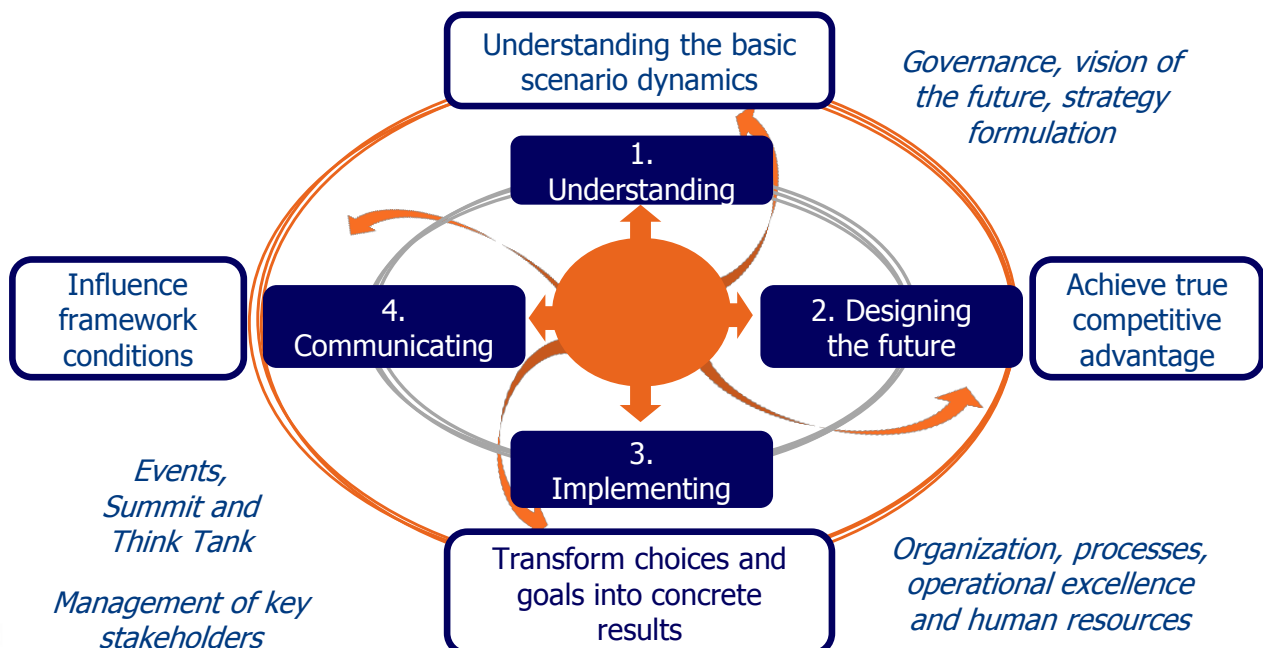 Understanding the basic
scenario dynamics
Governance, vision of
the future, strategy
formulation
1.
Understanding
Influence
framework
conditions
4.
Communicating
2. Designing
the future
Achieve true
competitive
advantage
3.
Implementing
Events,
Summit and
Think Tank
Management of key
stakeholders
Transform choices and
goals into concrete
results
Organization, processes,
operational excellence
and human resources